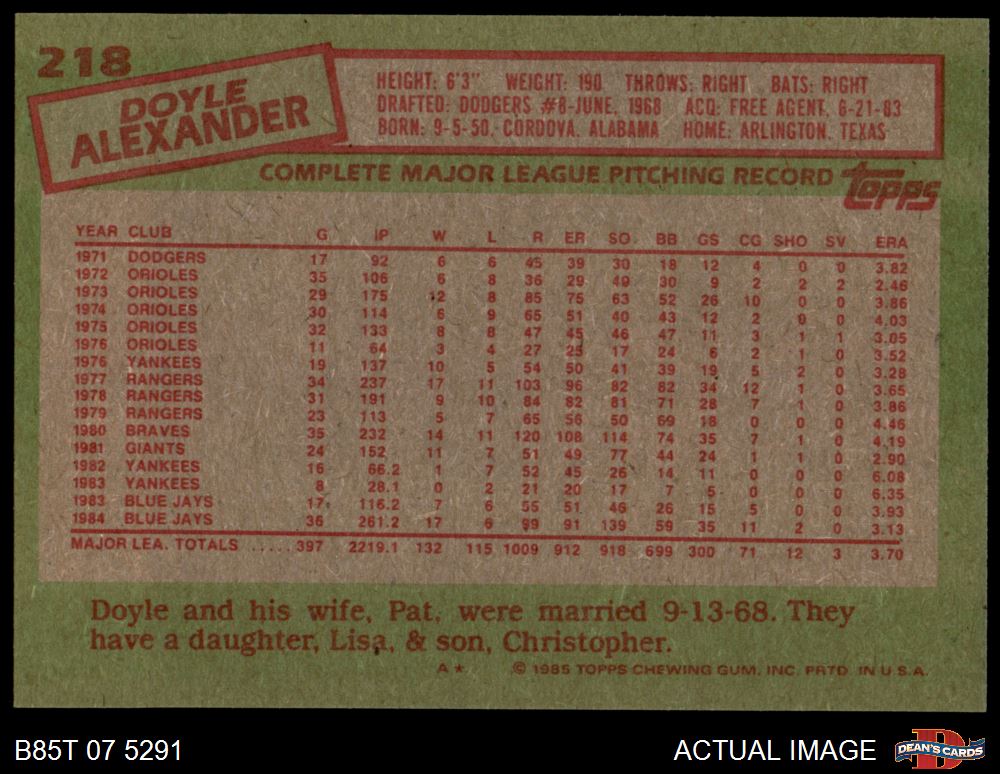 218
DOYLE
ALEXANDER
HEIGHT: 6'3" WEIGHT: 190 THROWS: RIGHT BATS: RIGHT
DRAFTED: DODGERS #8-JUNE, 1968 ACQ: FREE AGENT, 6-21-83
BORN: 9-5-50, CORDOVA, ALABAMA HOME: ARLINGTON, TEXAS
COMPLETE MAJOR LEAGUE PITCHING RECORD
TOPPS
YEAR CLUB G IP W L R ER SO BB GS CG SHO SV ERA
1971 DODGERS 17 92 6 6 45 39 30 18 12 4 0 0 3.82
1972 ORIOLES 35 106 6 8 36 29 49 30 9 2 2 2 2.46
1973 ORIOLES 29 175 12 8 85 75 63 52 26 10 0 0 3.86
1974 ORIOLES 30 114 6 9 65 51 40 43 12 2 0 0 4.03
1975 ORIOLES 32 133 8 8 47 45 46 47 11 3 1 1 3.05
1976 ORIOLES 11 64 3 4 27 25 17 24 6 2 1 0 3.52
1976 YANKEES 19 137 10 5 54 50 41 39 19 5 2 0 3.28
1977 RANGERS 34 237 17 11 103 96 82 82 34 12 1 0 3.65
1978 RANGERS 31 191 9 10 84 82 81 71 28 7 1 0 3.86
1979 RANGERS 23 113 5 7 65 56 50 69 18 0 0 0 4.46
1980 BRAVES 35 232 14 11 120 108 114 74 35 7 1 0 4.19
1981 GIANTS 24 152 11 7 51 49 77 44 24 1 1 0 2.90
1982 YANKEES 16 66.2 1 7 52 45 26 14 11 0 0 0 6.08
1983 YANKEES 8 28.1 0 2 21 20 17 7 5 0 0 0 6.35
1983 BLUE JAYS 17 116.2 7 6 55 51 46 26 15 5 0 0 3.93
1984 BLUE JAYS 36 261.2 17 6 99 91 139 59 35 11 2 0 3.13
MAJOR LEA. TOTALS ..... 397 2219.1 132 115 1009 912 918 699 300 71 12 3 3.70
Doyle and his wife, Pat, were married 9-13-68. They
have a daughter, Lisa, & son, Christopher.
A★ © 1985 TOPPS CHEWING GUM, INC. PRTD. IN U.S.A.
B85T 07 5291
ACTUAL IMAGE
D
DEAN'S CARDS